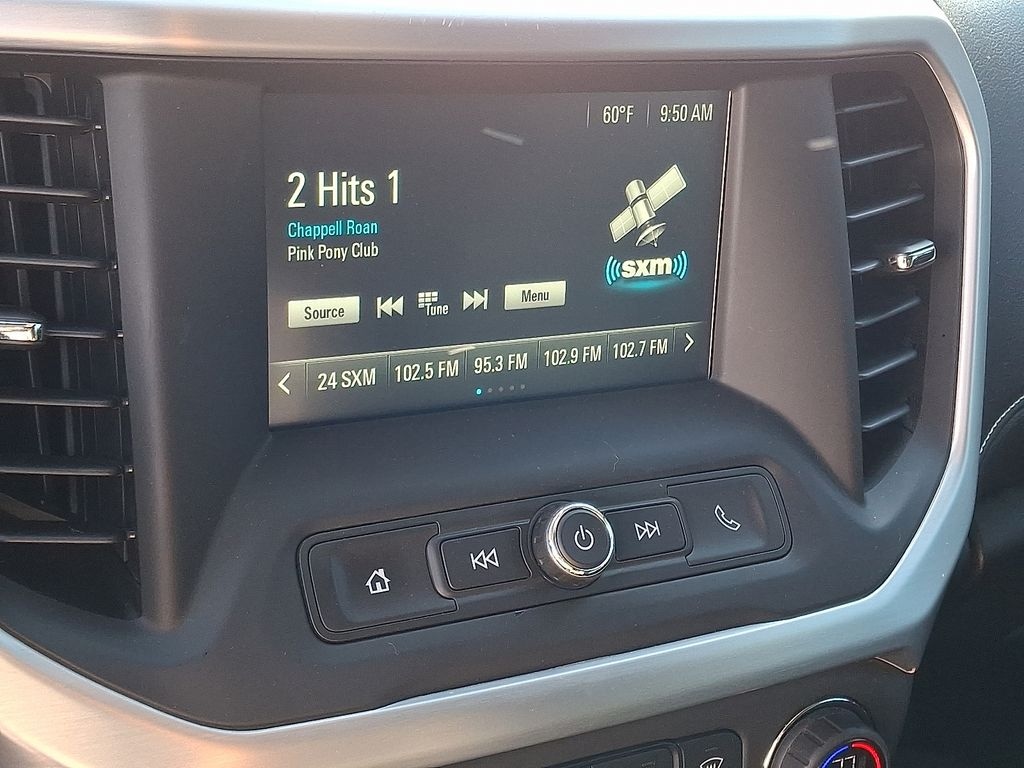 60°F 9:50 AM
2 Hits 1
Chappell Roan
Pink Pony Club
sxm
Source Tune Menu
24 SXM 102.5 FM 95.3 FM 102.9 FM 102.7 FM